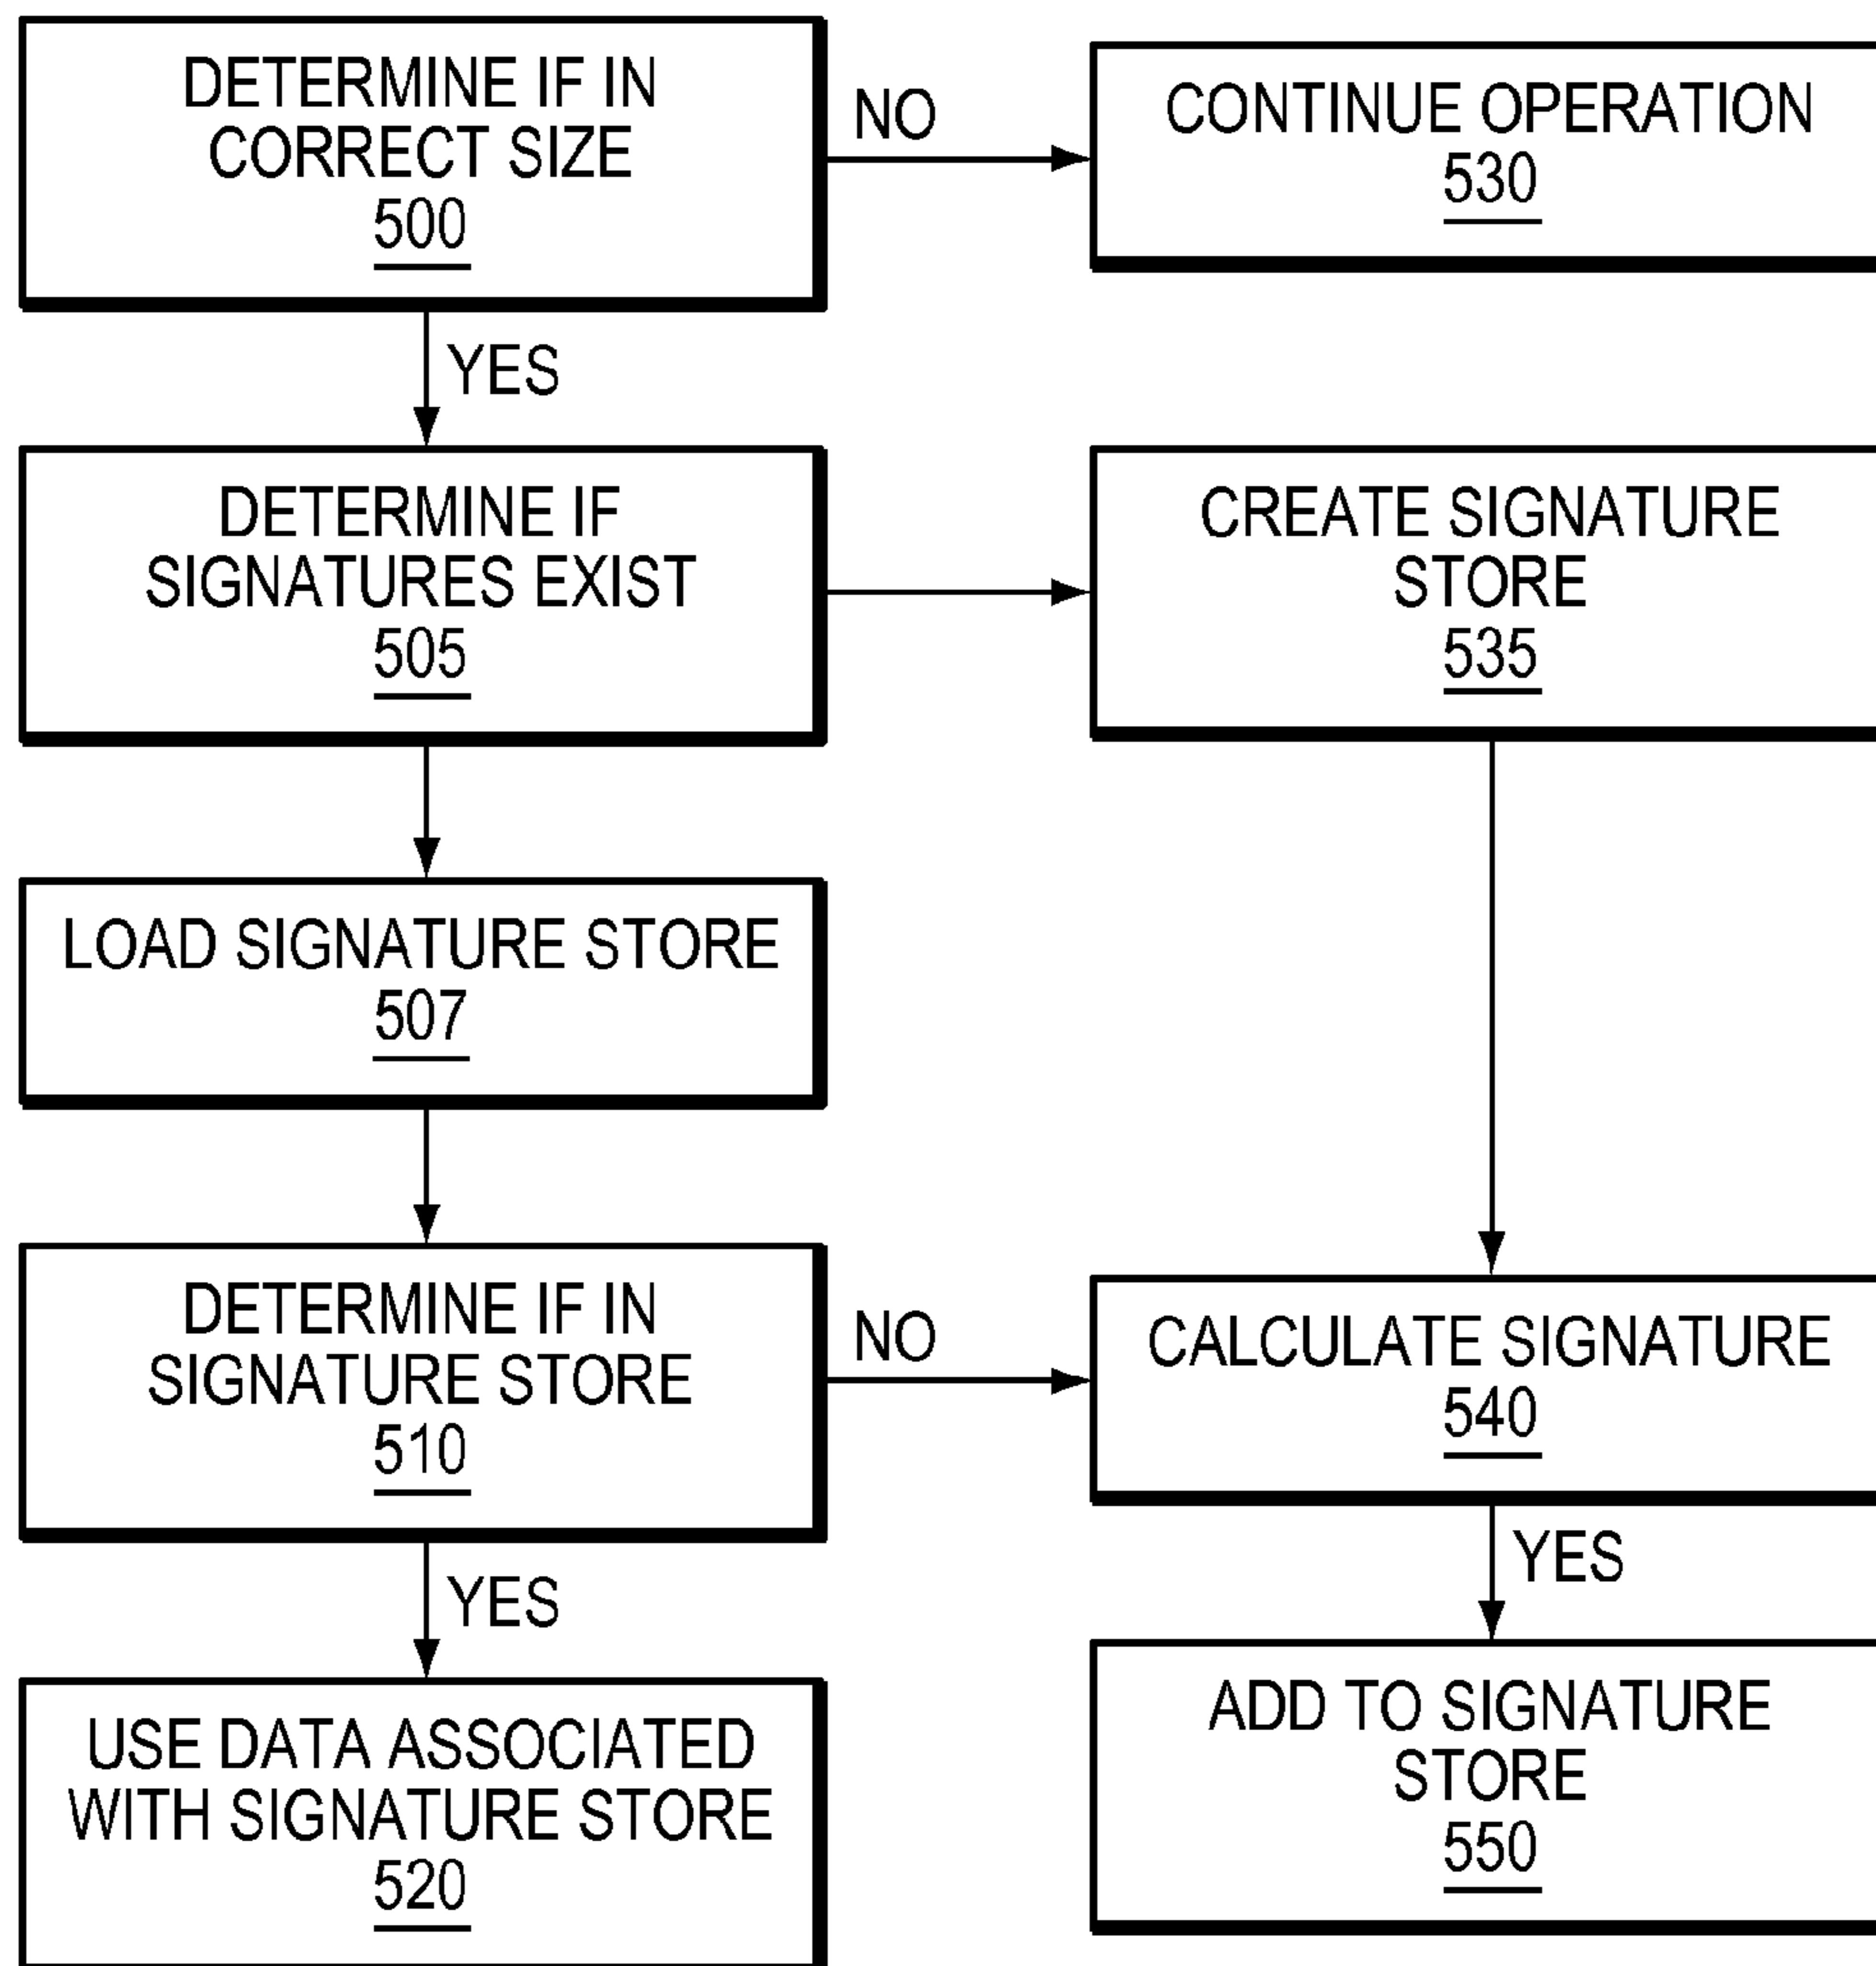 DETERMINE IF IN
CORRECT SIZE
500
NO
CONTINUE OPERATION
530
YES
DETERMINE IF
SIGNATURES EXIST
505
CREATE SIGNATURE
STORE
535
LOAD SIGNATURE STORE
507
DETERMINE IF IN
SIGNATURE STORE
510
NO
CALCULATE SIGNATURE
540
YES
YES
USE DATA ASSOCIATED
WITH SIGNATURE STORE
520
ADD TO SIGNATURE
STORE
550